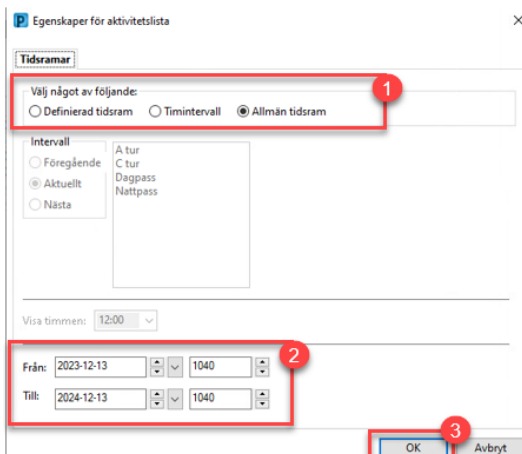 Egenskaper för aktivitetslista
Tidsramar
Välj något av följande:
1
Definierad tidsram Timintervall Allmän tidsram
Intervall
Föregående
Aktuellt
Nästa
A tur
C tur
Dagpass
Nattpass
Visa timmen: 12:00
2
Från: 2023-12-13 1040
Till: 2024-12-13 1040
3
OK Avbryt